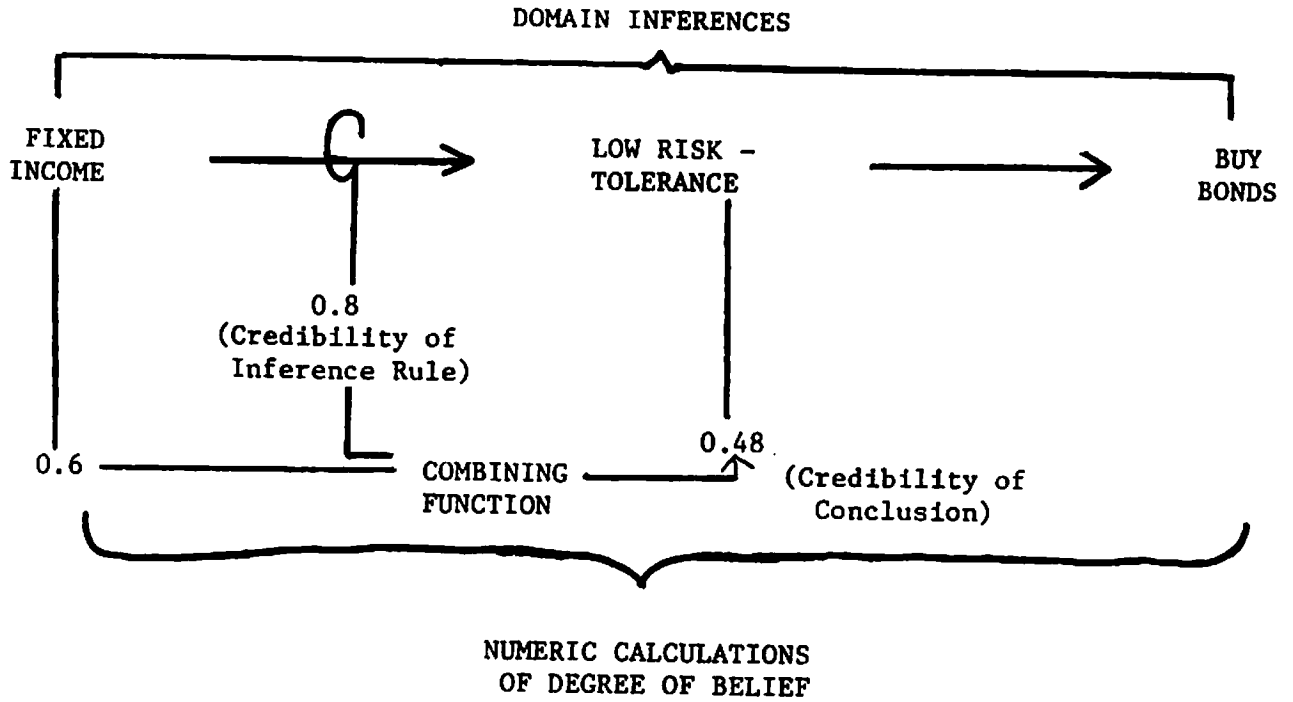 DOMAIN INFERENCES
FIXED
INCOME
LOW RISK -
TOLERANCE
BUY
BONDS
0.8
(Credibility of
Inference Rule)
0.6
COMBINING
FUNCTION
0.48
(Credibility of
Conclusion)
NUMERIC CALCULATIONS
OF DEGREE OF BELIEF